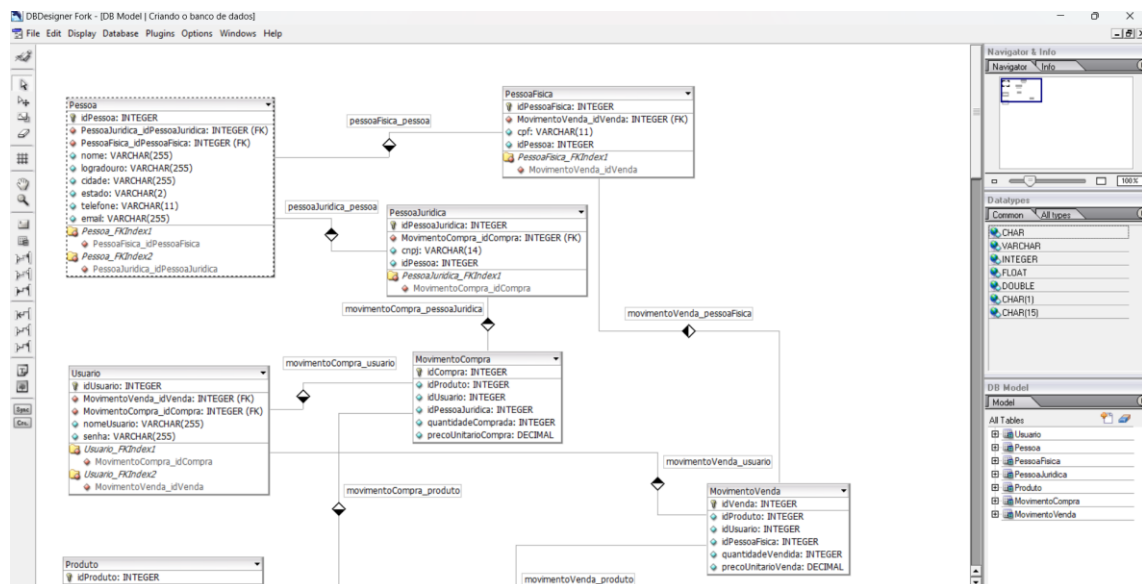 DBDesigner Fork - [DB Model | Criando o banco de dados]
File Edit Display Database Plugins Options Windows Help
Pessoa
idPessoa: INTEGER
PessoaJuridica_idPessoaJuridica: INTEGER (FK)
PessoaFisica_idPessoaFisica: INTEGER (FK)
nome: VARCHAR(255)
logradouro: VARCHAR(255)
cidade: VARCHAR(255)
estado: VARCHAR(2)
telefone: VARCHAR(11)
email: VARCHAR(255)
Pessoa_FKIndex1
PessoaFisica_idPessoaFisica
Pessoa_FKIndex2
PessoaJuridica_idPessoaJuridica
pessoaFisica_pessoa
PessoaFisica
idPessoaFisica: INTEGER
MovimentoVenda_idVenda: INTEGER (FK)
cpf: VARCHAR(11)
idPessoa: INTEGER
PessoaFisica_FKIndex1
MovimentoVenda_idVenda
pessoaJuridica_pessoa
PessoaJuridica
idPessoaJuridica: INTEGER
MovimentoCompra_idCompra: INTEGER (FK)
cnpj: VARCHAR(14)
idPessoa: INTEGER
PessoaJuridica_FKIndex1
MovimentoCompra_idCompra
movimentoCompra_pessoaJuridica
movimentoVenda_pessoaFisica
Usuario
idUsuario: INTEGER
MovimentoVenda_idVenda: INTEGER (FK)
MovimentoCompra_idCompra: INTEGER (FK)
nomeUsuario: VARCHAR(255)
senha: VARCHAR(255)
Usuario_FKIndex1
MovimentoCompra_idCompra
Usuario_FKIndex2
MovimentoVenda_idVenda
movimentoCompra_usuario
MovimentoCompra
idCompra: INTEGER
idProduto: INTEGER
idUsuario: INTEGER
idPessoaJuridica: INTEGER
quantidadeComprada: INTEGER
precoUnitarioCompra: DECIMAL
movimentoVenda_usuario
movimentoCompra_produto
MovimentoVenda
idVenda: INTEGER
idProduto: INTEGER
idUsuario: INTEGER
idPessoaFisica: INTEGER
quantidadeVendida: INTEGER
precoUnitarioVenda: DECIMAL
Produto
idProduto: INTEGER
movimentoVenda_produto
Navigator & Info
Navigator Info
100%
Datatypes
Common All types
CHAR
VARCHAR
INTEGER
FLOAT
DOUBLE
CHAR(1)
CHAR(15)
DB Model
Model
All Tables
Usuario
Pessoa
PessoaFisica
PessoaJuridica
Produto
MovimentoCompra
MovimentoVenda